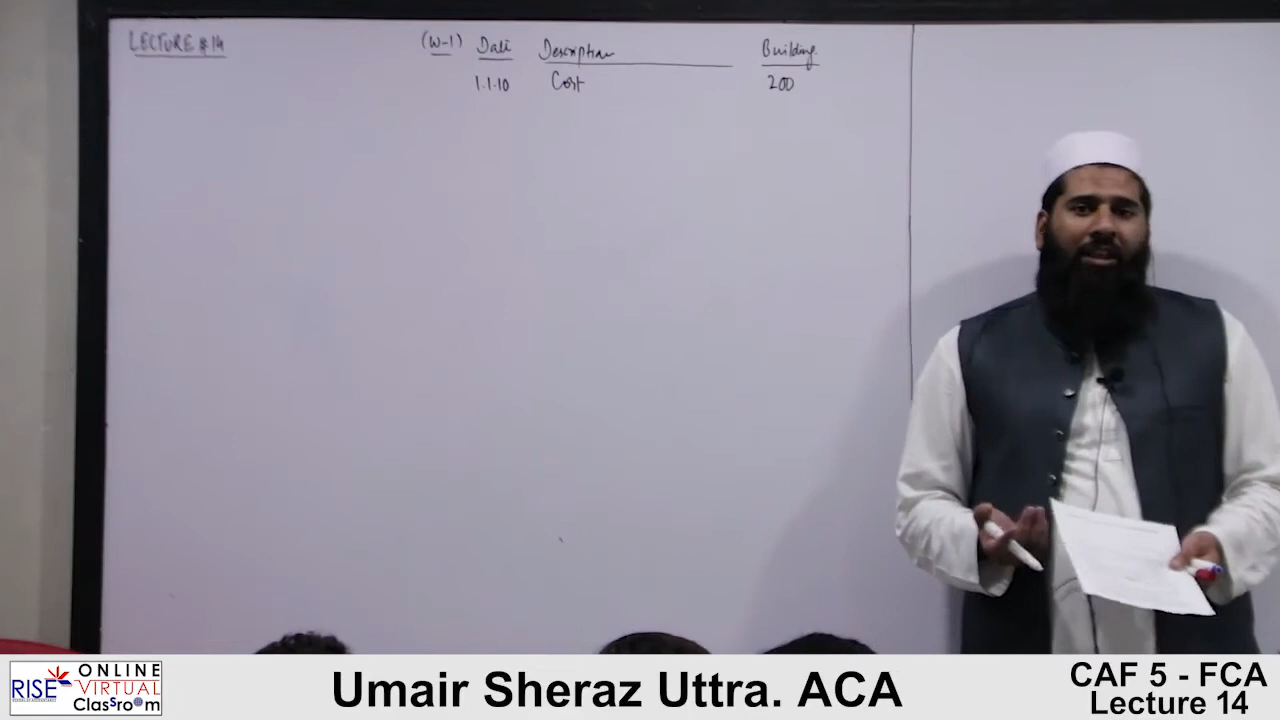 LECTURE # 14
(W-1) Date Description Building
1.1.10 Cost 200
RISE ONLINE
VIRTUAL
Classroom
Umair Sheraz Uttra. ACA
CAF 5 - FCA
Lecture 14